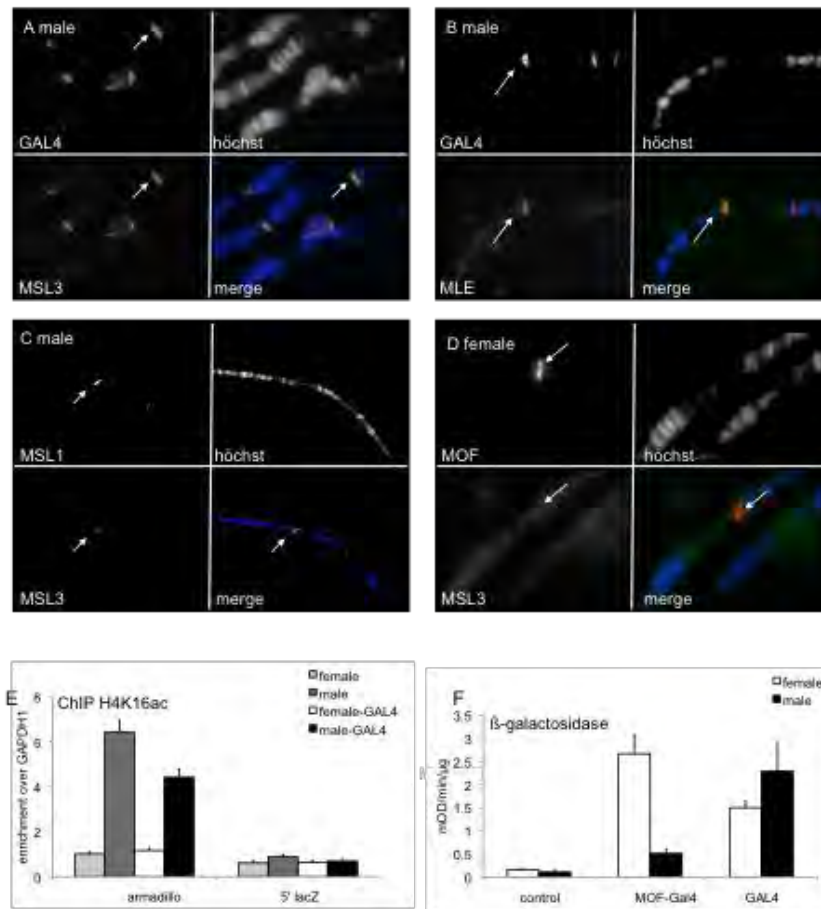 A male
GAL4
höchst
MSL3
merge
B male
GAL4
höchst
MLE
merge
C male
MSL1
höchst
MSL3
merge
D female
MOF
höchst
MSL3
merge
E
ChIP H4K16ac
female
male
female-GAL4
male-GAL4
enrichment over GAPDH1
8
6
4
2
0
armadillo
5' lacZ
F
ß-galactosidase
female
male
mOD/min/µg
3.5
3
2.5
2
1.5
1
0.5
0
control
MOF-Gal4
GAL4